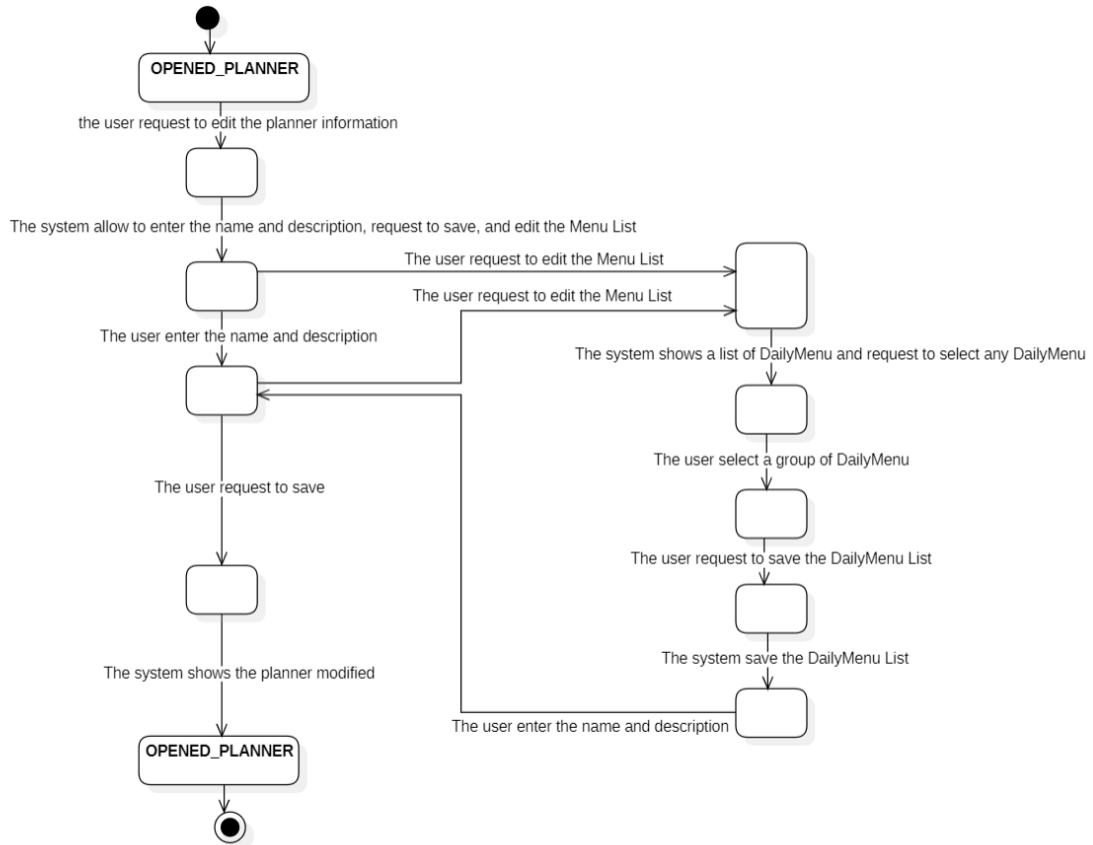 OPENED_PLANNER
the user request to edit the planner information
The system allow to enter the name and description, request to save, and edit the Menu List
The user request to edit the Menu List
The user request to edit the Menu List
The user enter the name and description
The system shows a list of DailyMenu and request to select any DailyMenu
The user select a group of DailyMenu
The user request to save
The user request to save the DailyMenu List
The system save the DailyMenu List
The system shows the planner modified
The user enter the name and description
OPENED_PLANNER